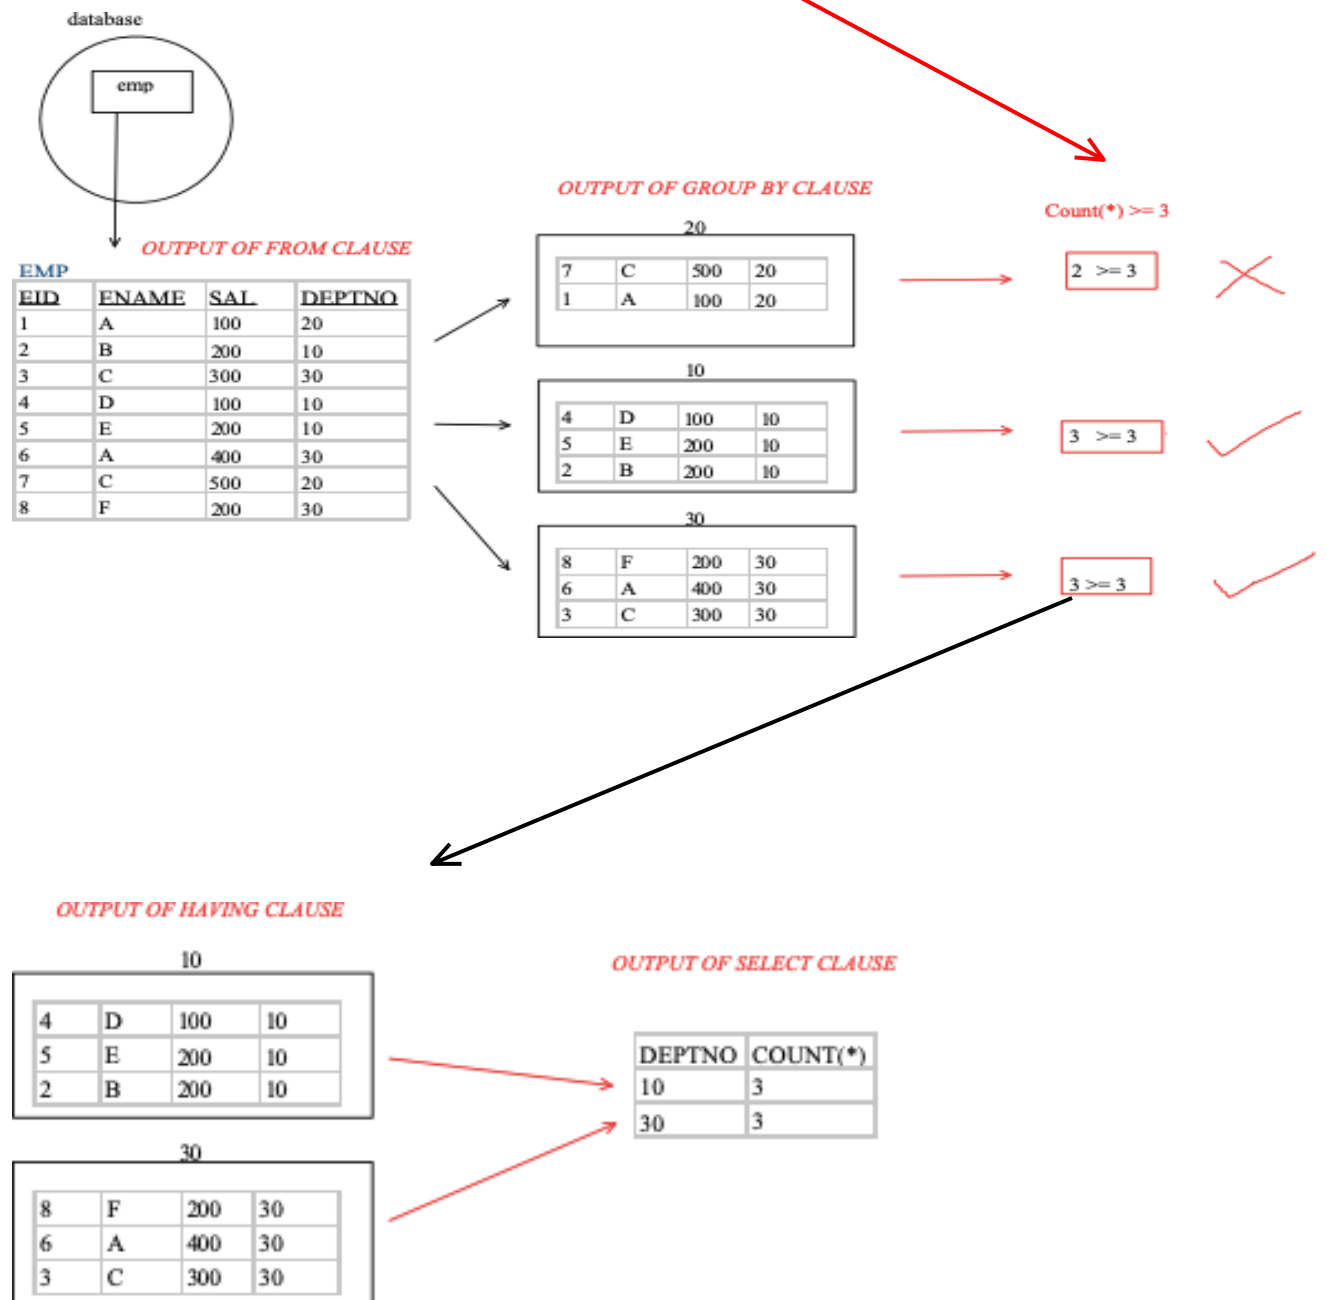 database
emp
OUTPUT OF FROM CLAUSE
EMP
EID ENAME SAL DEPTNO
1 A 100 20
2 B 200 10
3 C 300 30
4 D 100 10
5 E 200 10
6 A 400 30
7 C 500 20
8 F 200 30
OUTPUT OF GROUP BY CLAUSE
20
7 C 500 20
1 A 100 20
10
4 D 100 10
5 E 200 10
2 B 200 10
30
8 F 200 30
6 A 400 30
3 C 300 30
Count(*) >= 3
2 >= 3
3 >= 3
3 >= 3
OUTPUT OF HAVING CLAUSE
10
4 D 100 10
5 E 200 10
2 B 200 10
30
8 F 200 30
6 A 400 30
3 C 300 30
OUTPUT OF SELECT CLAUSE
DEPTNO COUNT(*)
10 3
30 3